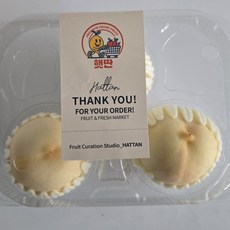 햇딴
Hattan
THANK YOU!
FOR YOUR ORDER!
FRUIT & FRESH MARKET
Fruit Curation Studio_HATTAN